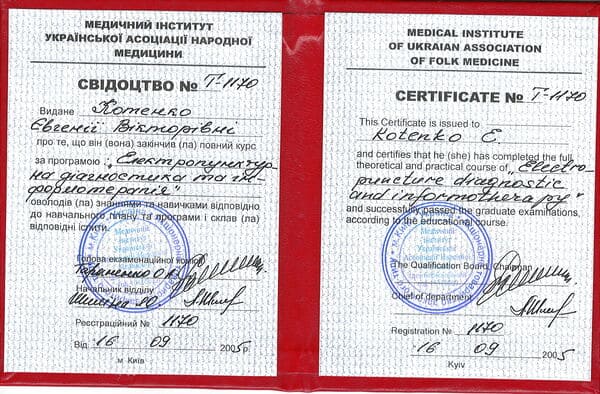 МЕДИЧНИЙ ІНСТИТУТ
УКРАЇНСЬКОЇ АСОЦІАЦІЇ НАРОДНОЇ
МЕДИЦИНИ
СВІДОЦТВО № Т-1170
Видане Котенко
Євгенії Вікторівні
про те, що він (вона) закінчив (ла) повний курс
за програмою: „Електропунктур-
на діагностика та ін-
формотерапія"
оволодів (ла) знаннями та навичками відповідно
до навчального плану та програми і склав (ла)
відповідні іспити.
Голова екзаменаційної коміс
Тараненко О.
Начальник відділу
Реєстраційний № 1170
Від 16 09 2005 р.
м Київ
MEDICAL INSTITUTE
OF UKRAIAN ASSOCIATION
OF FOLK MEDICINE
CERTIFICATE № Т-1170
This Certificate is issued to
Kotenko E.
and certifies that he (she) has completed the full
theoretical and practical course of „Electro-
puncture diagnostic
and informotherapy"
and successfully passed the graduate examinations,
according to the educational course.
The Qualification Board, Chairman
Chief of department
Registration № 1170
16 09 2005
Kyiv